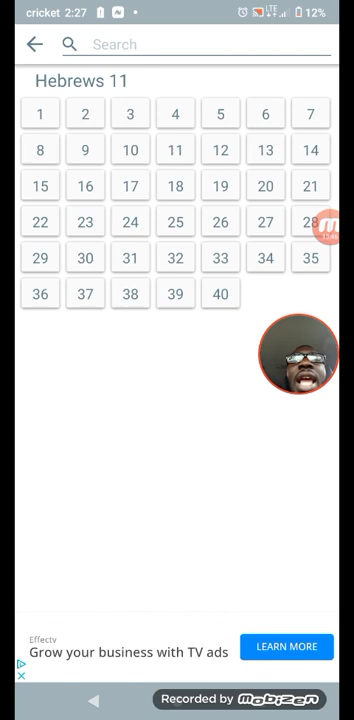 cricket 2:27 LTE 12%
Search
Hebrews 11
1 2 3 4 5 6 7
8 9 10 11 12 13 14
15 16 17 18 19 20 21
22 23 24 25 26 27 28
29 30 31 32 33 34 35
36 37 38 39 40
Effectv
Grow your business with TV ads
LEARN MORE
Recorded by mobizen